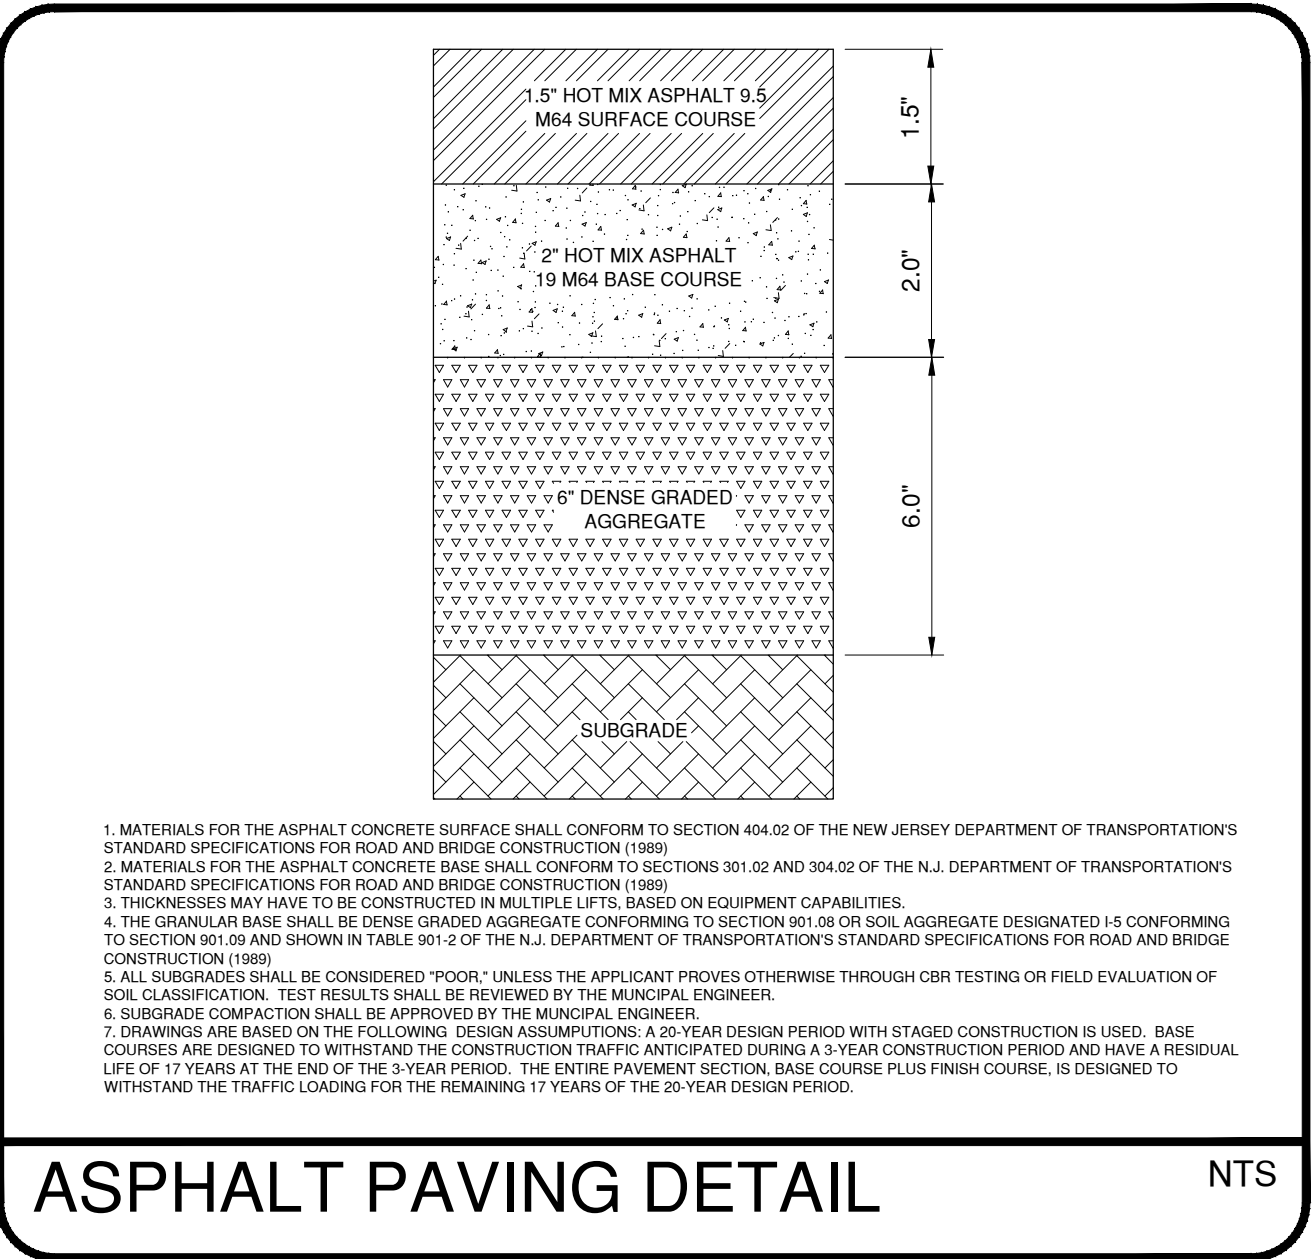 1.5" HOT MIX ASPHALT 9.5
M64 SURFACE COURSE
1.5"
2" HOT MIX ASPHALT
19 M64 BASE COURSE
2.0"
6" DENSE GRADED
AGGREGATE
6.0"
SUBGRADE
1. MATERIALS FOR THE ASPHALT CONCRETE SURFACE SHALL CONFORM TO SECTION 404.02 OF THE NEW JERSEY DEPARTMENT OF TRANSPORTATION'S
STANDARD SPECIFICATIONS FOR ROAD AND BRIDGE CONSTRUCTION (1989)
2. MATERIALS FOR THE ASPHALT CONCRETE BASE SHALL CONFORM TO SECTIONS 301.02 AND 304.02 OF THE N.J. DEPARTMENT OF TRANSPORTATION'S
STANDARD SPECIFICATIONS FOR ROAD AND BRIDGE CONSTRUCTION (1989)
3. THICKNESSES MAY HAVE TO BE CONSTRUCTED IN MULTIPLE LIFTS, BASED ON EQUIPMENT CAPABILITIES.
4. THE GRANULAR BASE SHALL BE DENSE GRADED AGGREGATE CONFORMING TO SECTION 901.08 OR SOIL AGGREGATE DESIGNATED I-5 CONFORMING
TO SECTION 901.09 AND SHOWN IN TABLE 901-2 OF THE N.J. DEPARTMENT OF TRANSPORTATION'S STANDARD SPECIFICATIONS FOR ROAD AND BRIDGE
CONSTRUCTION (1989)
5. ALL SUBGRADES SHALL BE CONSIDERED "POOR," UNLESS THE APPLICANT PROVES OTHERWISE THROUGH CBR TESTING OR FIELD EVALUATION OF
SOIL CLASSIFICATION. TEST RESULTS SHALL BE REVIEWED BY THE MUNCIPAL ENGINEER.
6. SUBGRADE COMPACTION SHALL BE APPROVED BY THE MUNCIPAL ENGINEER.
7. DRAWINGS ARE BASED ON THE FOLLOWING DESIGN ASSUMPUTIONS: A 20-YEAR DESIGN PERIOD WITH STAGED CONSTRUCTION IS USED. BASE
COURSES ARE DESIGNED TO WITHSTAND THE CONSTRUCTION TRAFFIC ANTICIPATED DURING A 3-YEAR CONSTRUCTION PERIOD AND HAVE A RESIDUAL
LIFE OF 17 YEARS AT THE END OF THE 3-YEAR PERIOD. THE ENTIRE PAVEMENT SECTION, BASE COURSE PLUS FINISH COURSE, IS DESIGNED TO
WITHSTAND THE TRAFFIC LOADING FOR THE REMAINING 17 YEARS OF THE 20-YEAR DESIGN PERIOD.
ASPHALT PAVING DETAIL
NTS